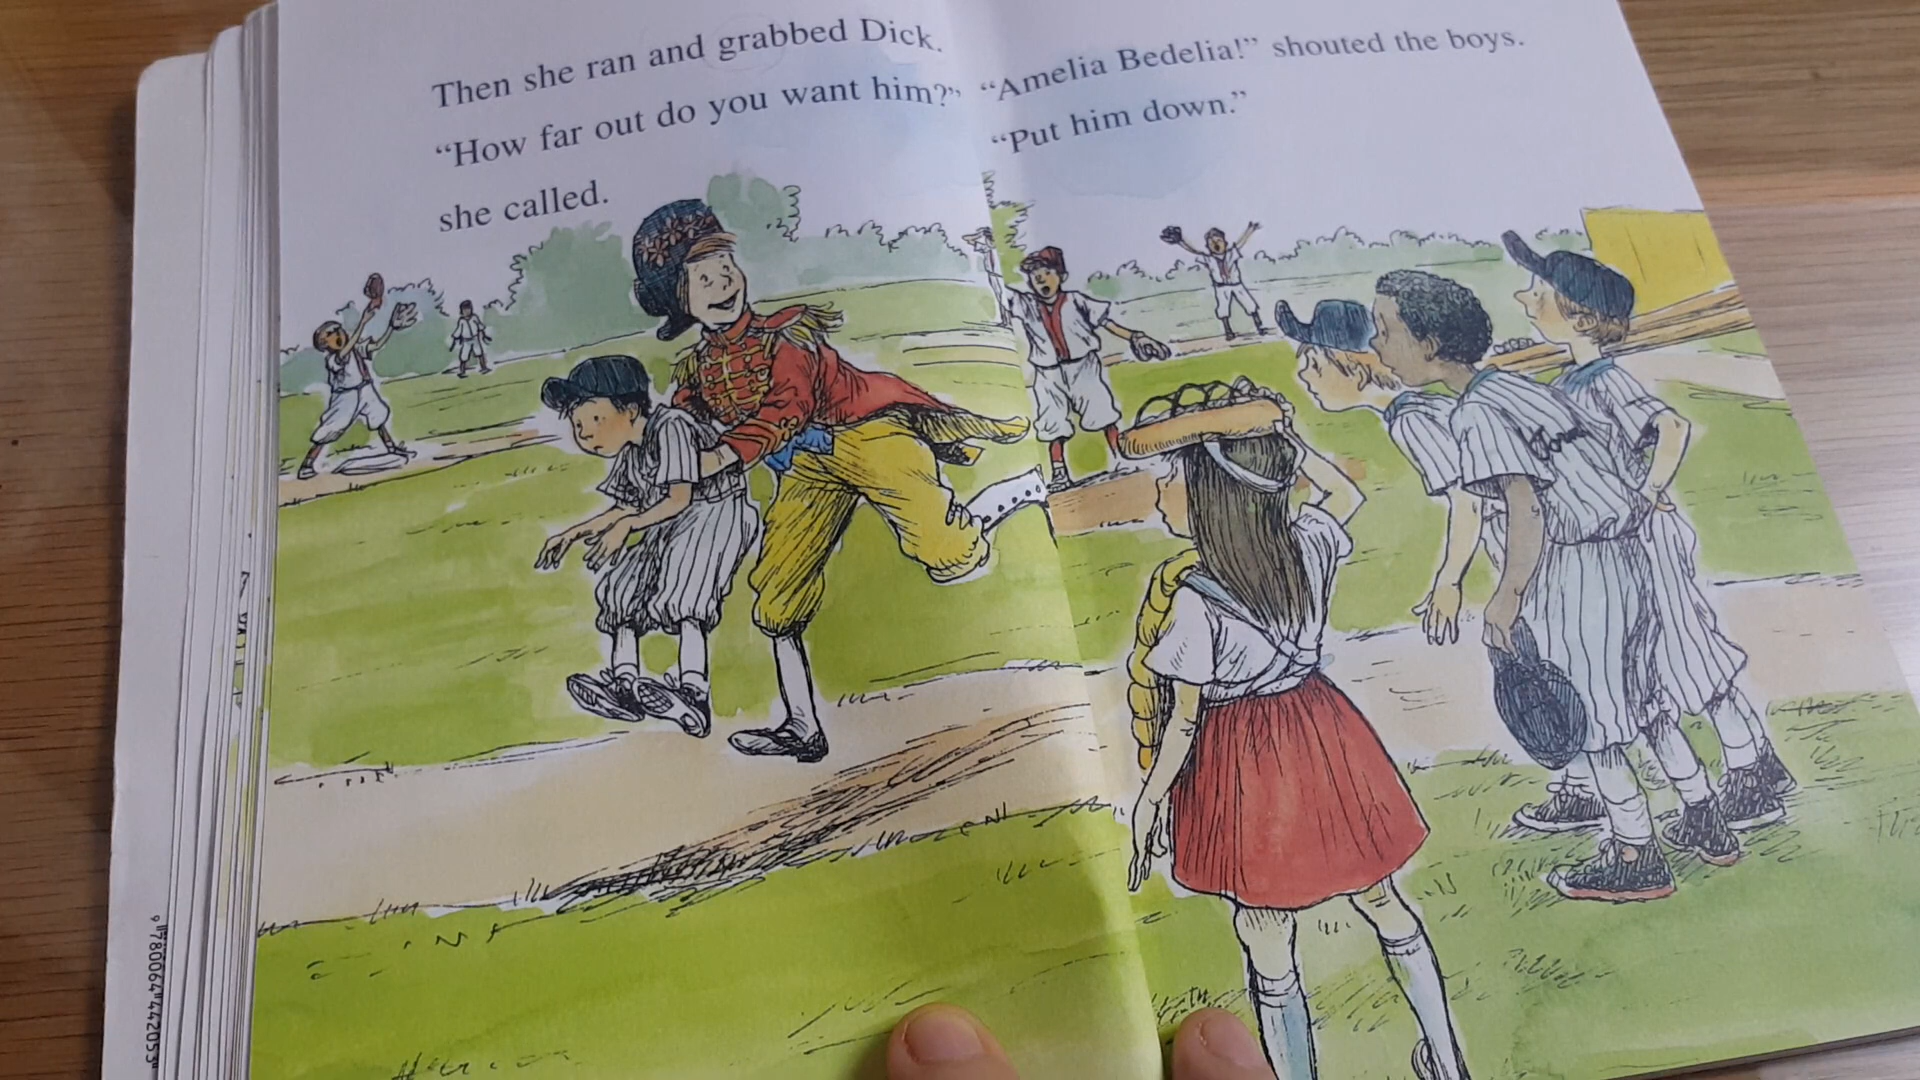 Then she ran and grabbed Dick.
“How far out do you want him?”
she called.
“Amelia Bedelia!” shouted the boys.
“Put him down.”